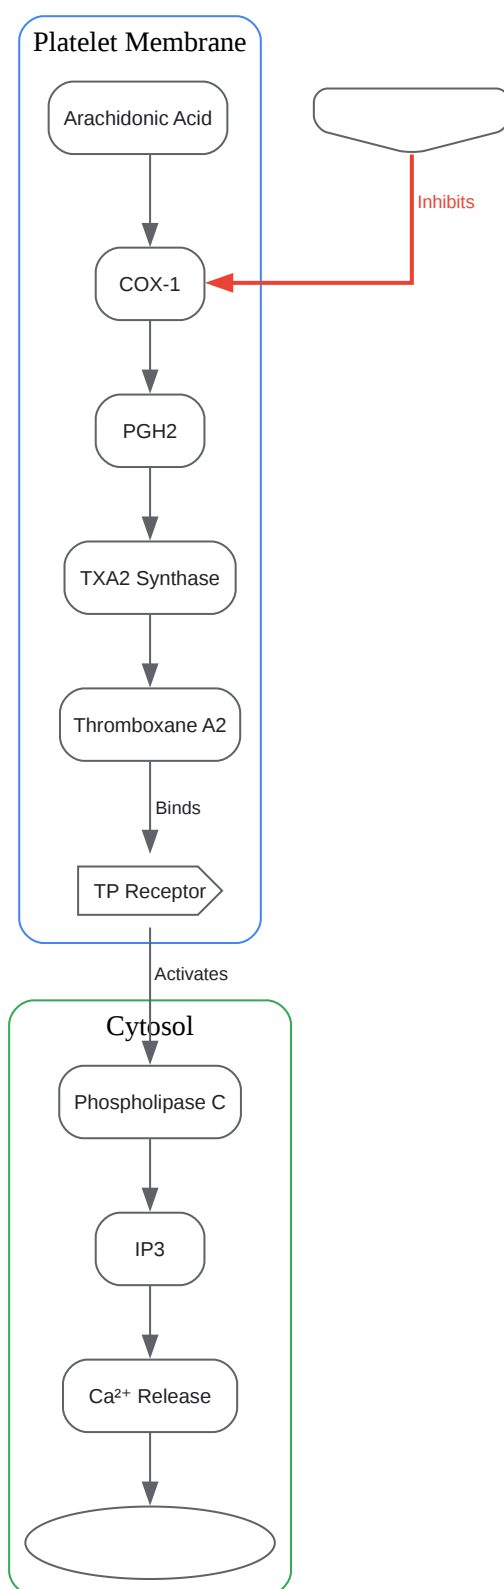 Platelet Membrane
Arachidonic Acid
Inhibits
COX-1
PGH2
TXA2 Synthase
Thromboxane A2
Binds
TP Receptor
Activates
Cytosol
Phospholipase C
IP3
Ca²⁺ Release